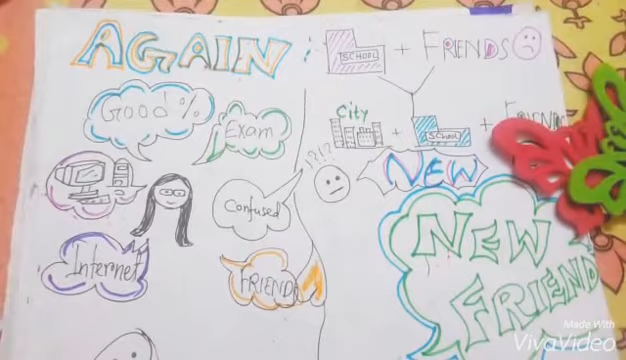 AGAIN :
SCHOOL + FRIENDS
Good %
Exam
Internet
Confused
!?!?
City + SCHOOL + FRIENDS
NEW
NEW
FRIEND
Made With
VivaVideo